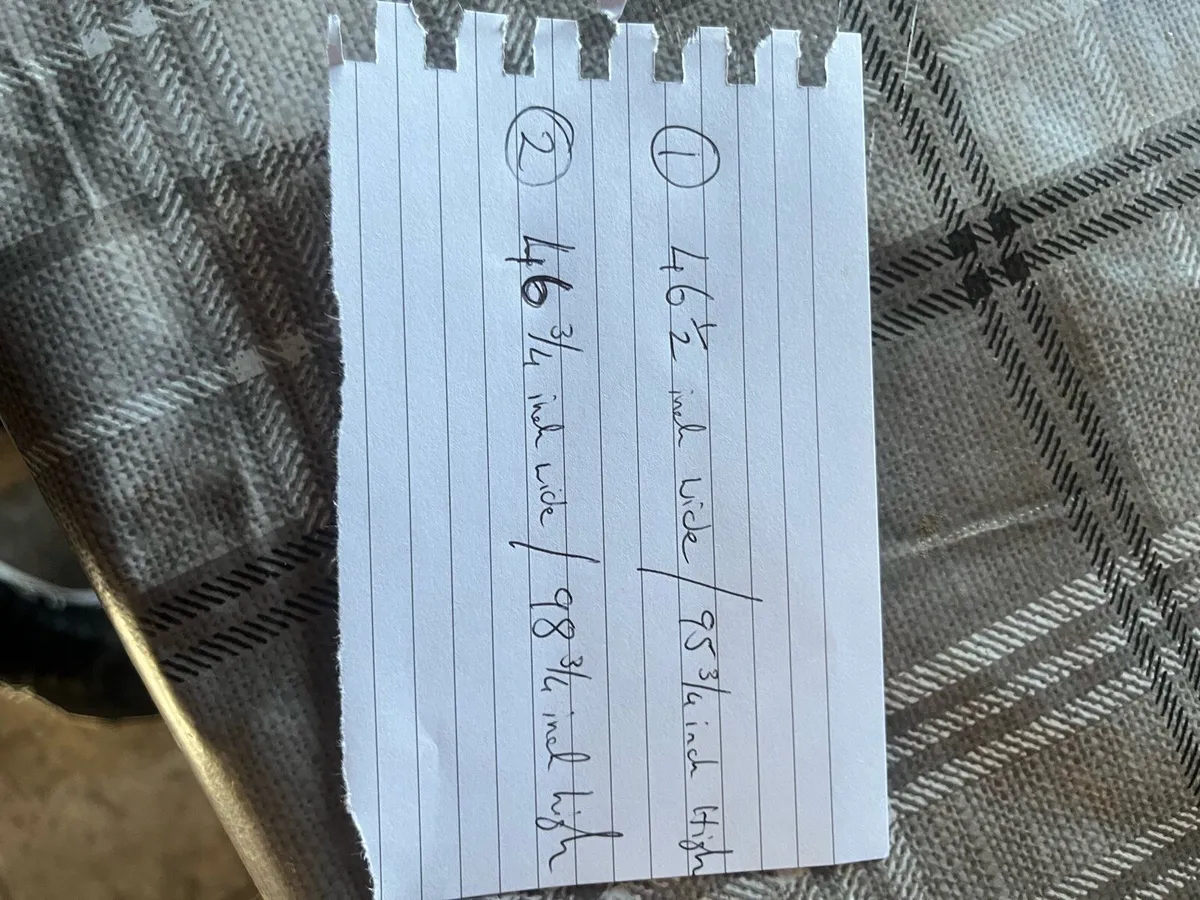 ① 46 1/2 inch wide / 95 3/4 inch High
② 46 3/4 inch wide / 98 3/4 inch high